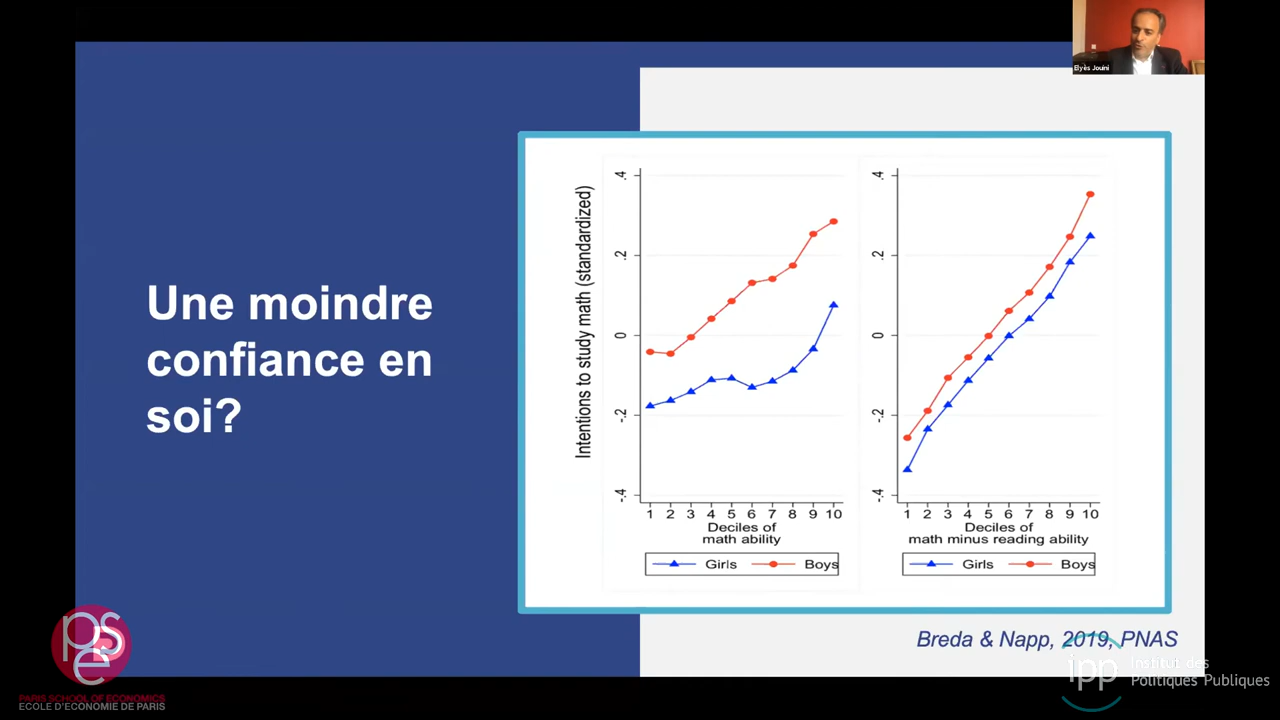 Elyès Jouini
Une moindre
confiance en
soi?
Intentions to study math (standardized)
.4
.2
0
-.2
-.4
1 2 3 4 5 6 7 8 9 10
Deciles of
math ability
Girls Boys
.4
.2
0
-.2
-.4
1 2 3 4 5 6 7 8 9 10
Deciles of
math minus reading ability
Girls Boys
Breda & Napp, 2019, PNAS
pse
PARIS SCHOOL OF ECONOMICS
ECOLE D'ECONOMIE DE PARIS
ipp
Institut des
Politiques Publiques